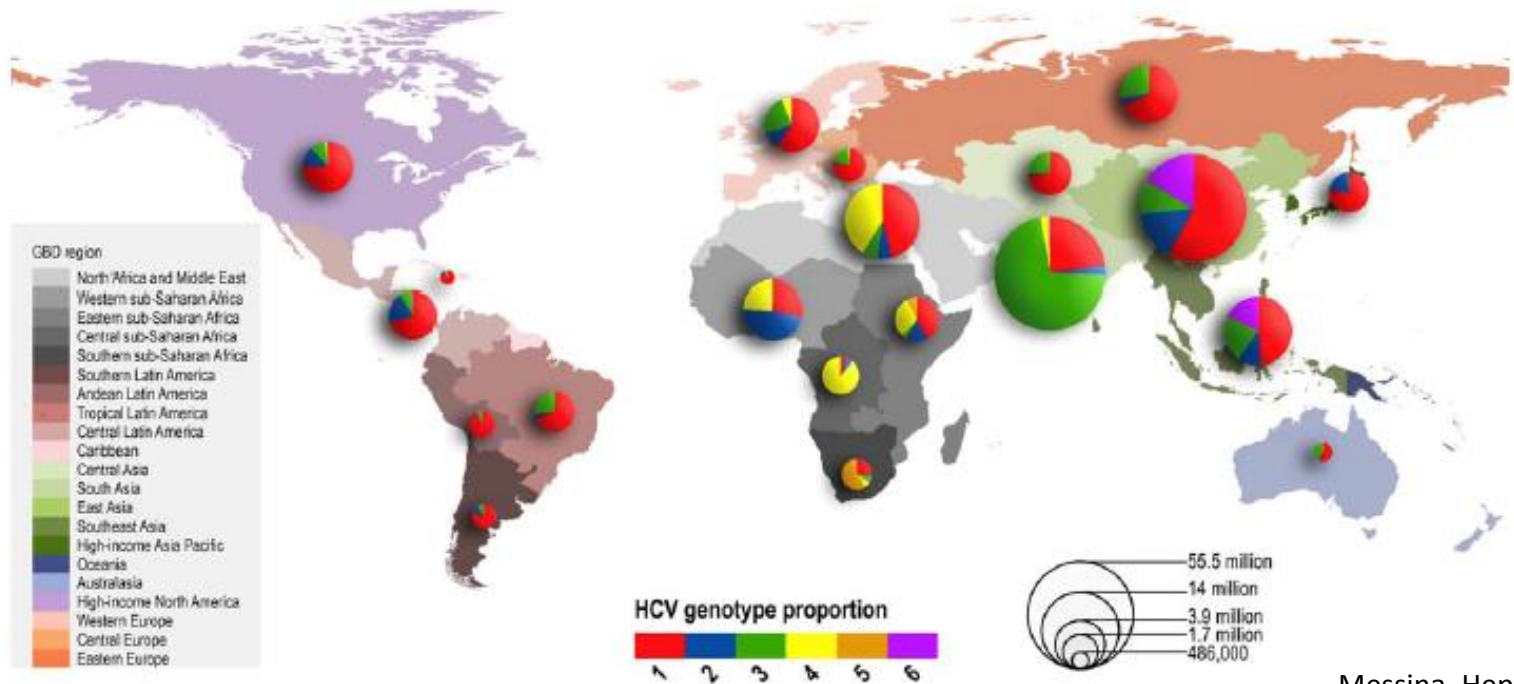 GBD region
North Africa and Middle East
Western sub-Saharan Africa
Eastern sub-Saharan Africa
Central sub-Saharan Africa
Southern sub-Saharan Africa
Southern Latin America
Andean Latin America
Tropical Latin America
Central Latin America
Caribbean
Central Asia
South Asia
East Asia
Southeast Asia
High-income Asia Pacific
Oceania
Australasia
High-income North America
Western Europe
Central Europe
Eastern Europe
HCV genotype proportion
1 2 3 4 5 6
55.5 million
14 million
3.9 million
1.7 million
486,000